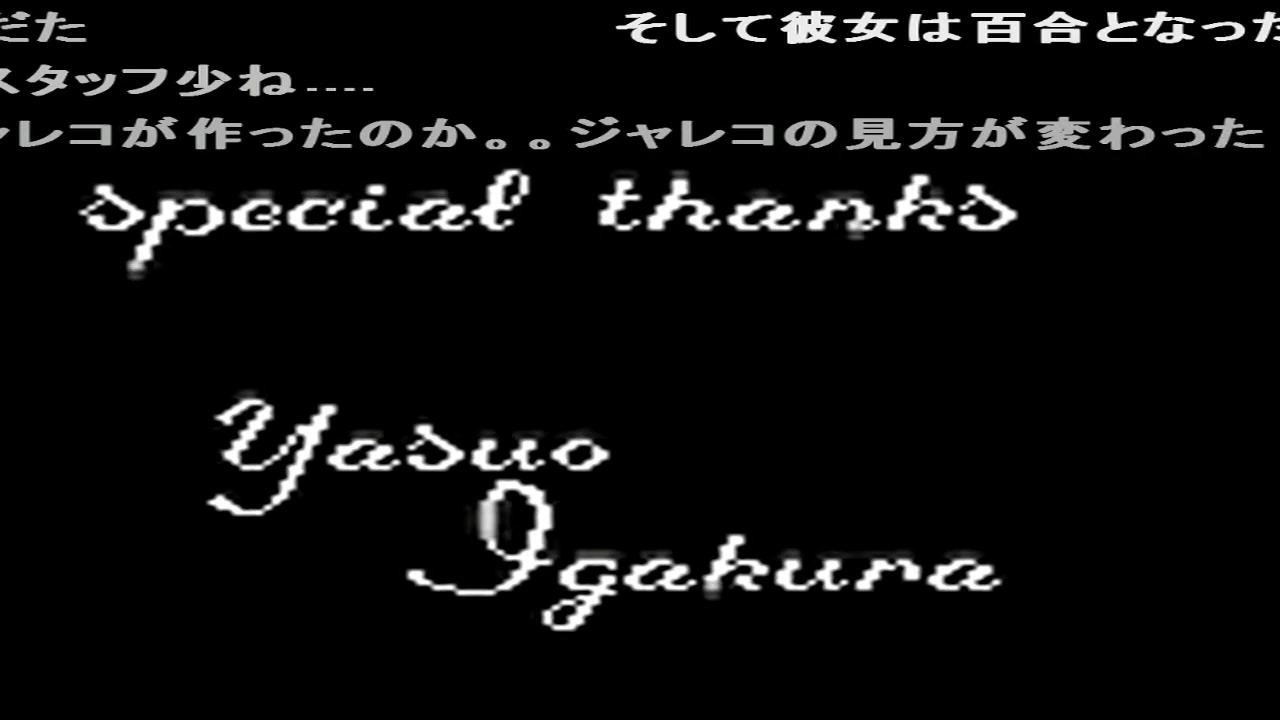 だた そして彼女は百合となった
スタッフ少ね----
ャレコが作ったのか。。ジャレコの見方が変わった
special thanks
Yasuo
Igakura